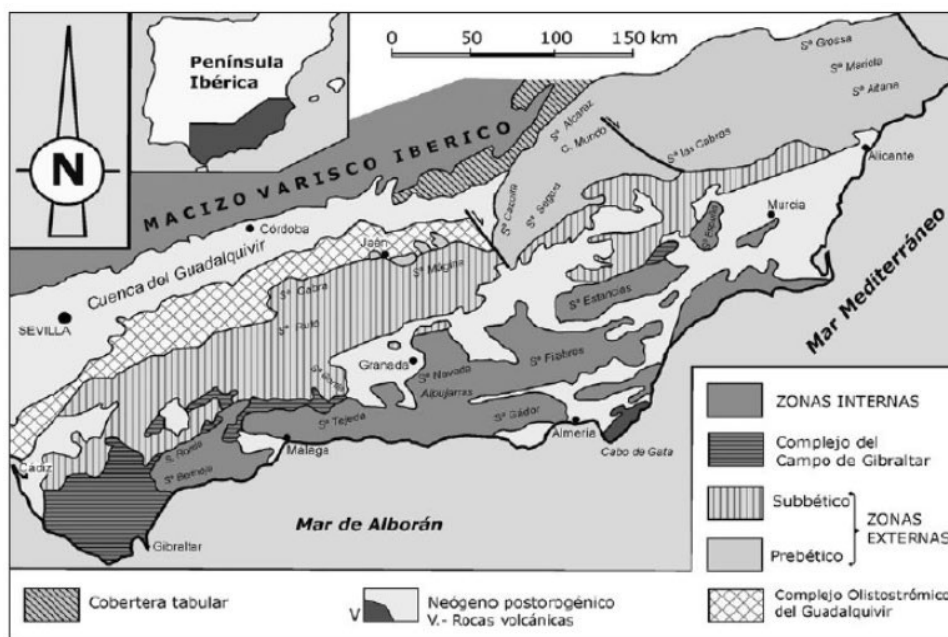 0 50 100 150 km
Península
Ibérica
N
MACIZO VARISCO IBERICO
Sª Grossa
Sª Mariola
Sª Aitana
Sª Alcaraz
C. Mundo
Sª las Cabras
Alicante
Sª Cazorla
Sª Segura
Murcia
Sª Espuña
Córdoba
Jaén
Sª Mágina
Cuenca del Guadalquivir
Sª Cabra
Sª Estancias
SEVILLA
Sª Rute
Mar Mediterráneo
Granada
Sª Nevada
Sª Filabres
Alpujarras
Sª Tejeda
Sª Gádor
Almería
Cabo de Gata
Málaga
S. Ronda
Sª Bermeja
Cádiz
Gibraltar
Mar de Alborán
ZONAS INTERNAS
Complejo del
Campo de Gibraltar
Subbético
ZONAS
EXTERNAS
Prebético
Complejo Olistostrómico
del Guadalquivir
Cobertera tabular
V
Neógeno postorogénico
V.- Rocas volcánicas